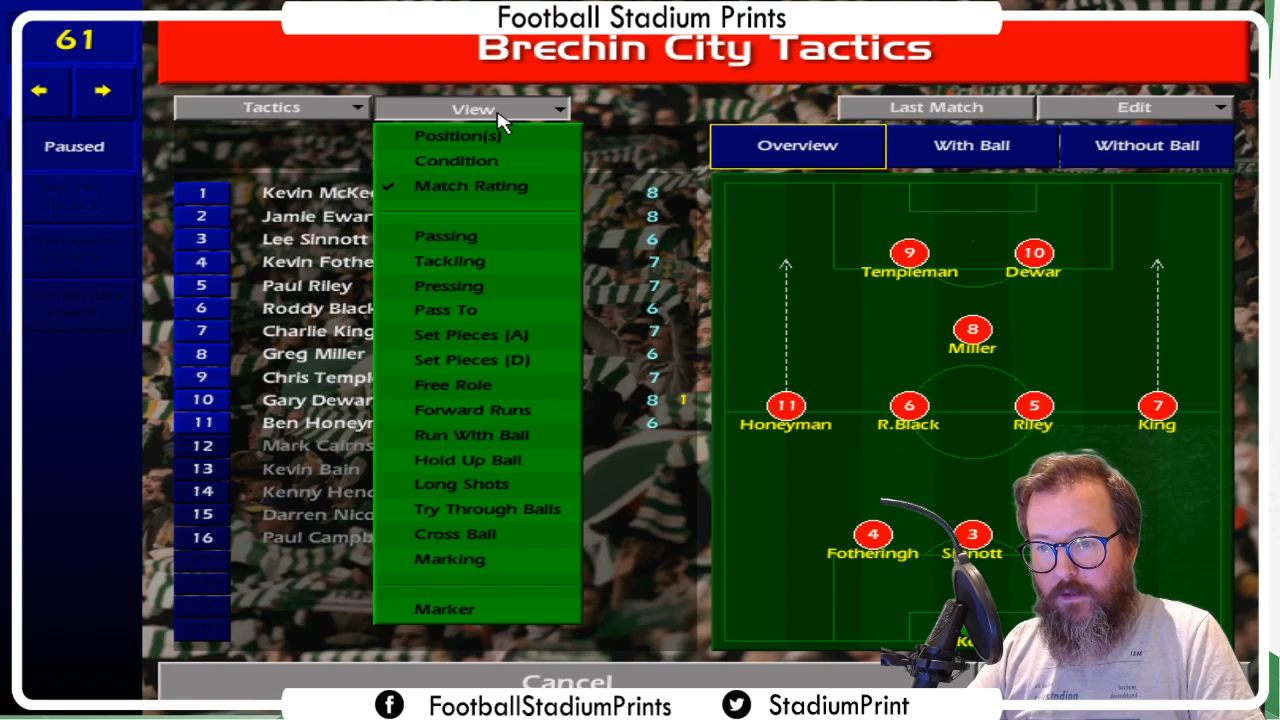 Football Stadium Prints
61
Brechin City Tactics
Tactics
View
Last Match
Edit
Paused
Overview
With Ball
Without Ball
Position(s)
Condition
Match Rating
Passing
Tackling
Pressing
Pass To
Set Pieces (A)
Set Pieces (D)
Free Role
Forward Runs
Run With Ball
Hold Up Ball
Long Shots
Try Through Balls
Cross Ball
Marking
Marker
1 Kevin McKee 8
2 Jamie Ewar 8
3 Lee Sinnott 6
4 Kevin Fothe 7
5 Paul Riley 7
6 Roddy Black 6
7 Charlie King 7
8 Greg Miller 6
9 Chris Templ 7
10 Gary Dewar 8 1
11 Ben Honeyr 6
12 Mark Cairns
13 Kevin Bain
14 Kenny Hend
15 Darren Nico
16 Paul Campb
9 10
Templeman Dewar
8
Miller
11 6 5 7
Honeyman R.Black Riley King
4 3
Fotheringh Sinnott
Cancel
FootballStadiumPrints
StadiumPrint